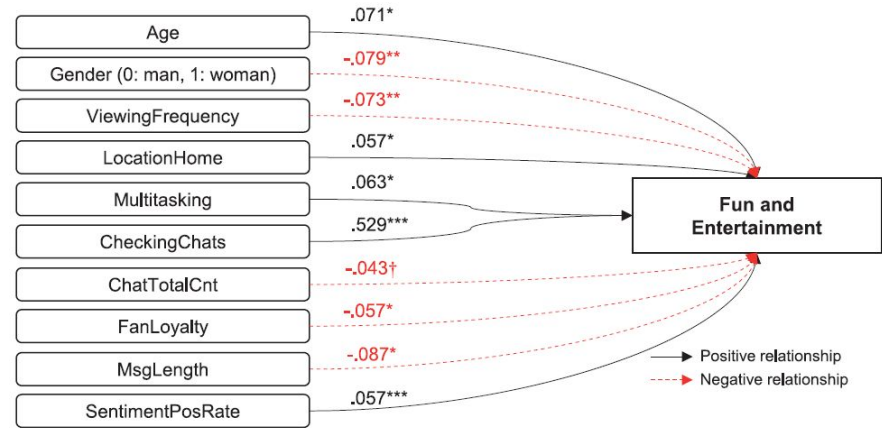 Age
.071*
Gender (0: man, 1: woman)
-.079**
ViewingFrequency
-.073**
LocationHome
.057*
Multitasking
.063*
CheckingChats
.529***
ChatTotalCnt
-.043†
FanLoyalty
-.057*
MsgLength
-.087*
SentimentPosRate
.057***
Fun and
Entertainment
Positive relationship
Negative relationship